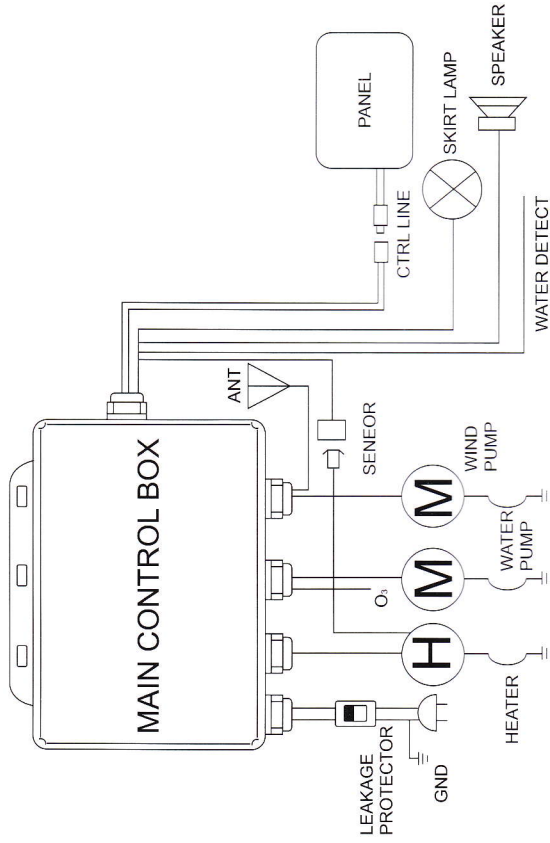 MAIN CONTROL BOX
LEAKAGE
PROTECTOR
GND
HEATER
H
O₃
M
WATER
PUMP
M
WIND
PUMP
ANT
SENEOR
CTRL LINE
PANEL
SKIRT LAMP
SPEAKER
WATER DETECT